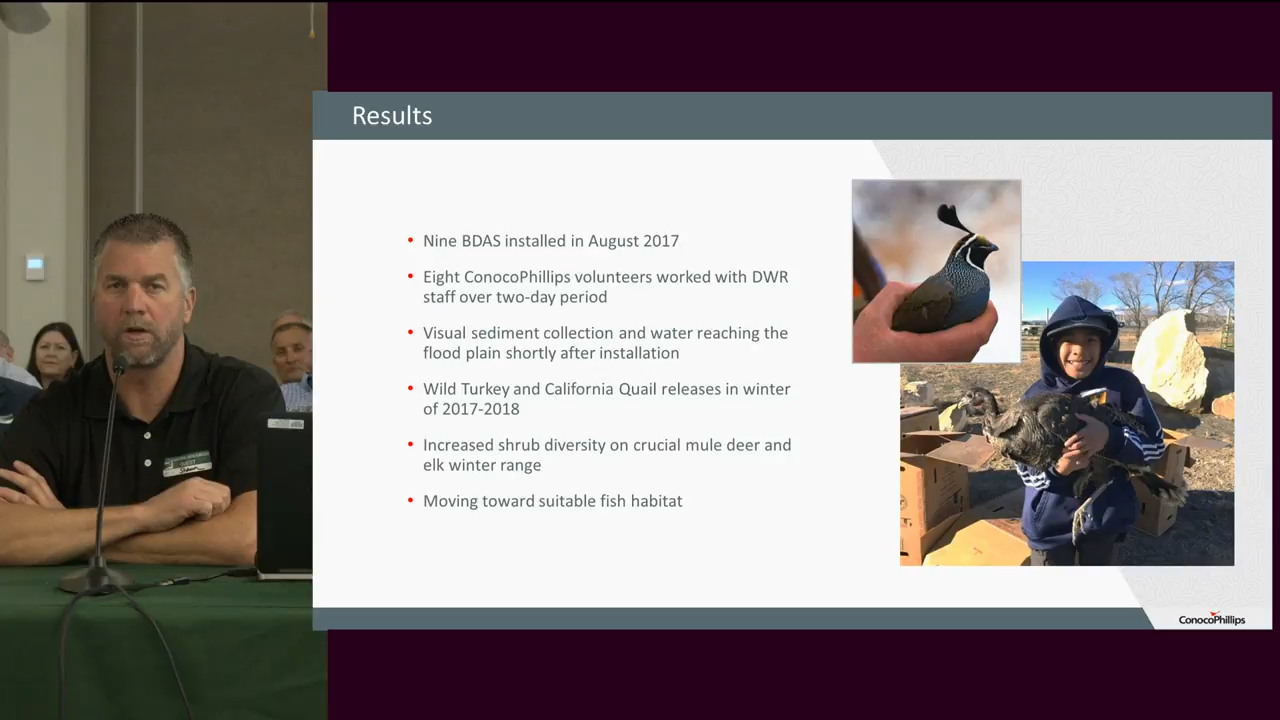 Results
• Nine BDAS installed in August 2017
• Eight ConocoPhillips volunteers worked with DWR
staff over two-day period
• Visual sediment collection and water reaching the
flood plain shortly after installation
• Wild Turkey and California Quail releases in winter
of 2017-2018
• Increased shrub diversity on crucial mule deer and
elk winter range
• Moving toward suitable fish habitat
ConocoPhillips